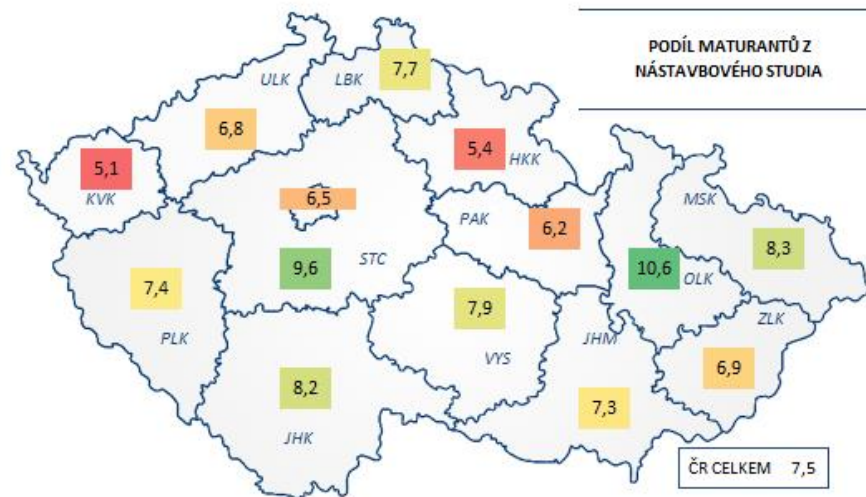 PODÍL MATURANTŮ Z
NÁSTAVBOVÉHO STUDIA
ULK
LBK
7,7
6,8
5,4
HKK
5,1
KVK
6,5
PAK
6,2
MSK
8,3
STC
9,6
10,6
OLK
7,4
PLK
7,9
VYS
JHM
ZLK
6,9
8,2
JHK
7,3
ČR CELKEM 7,5